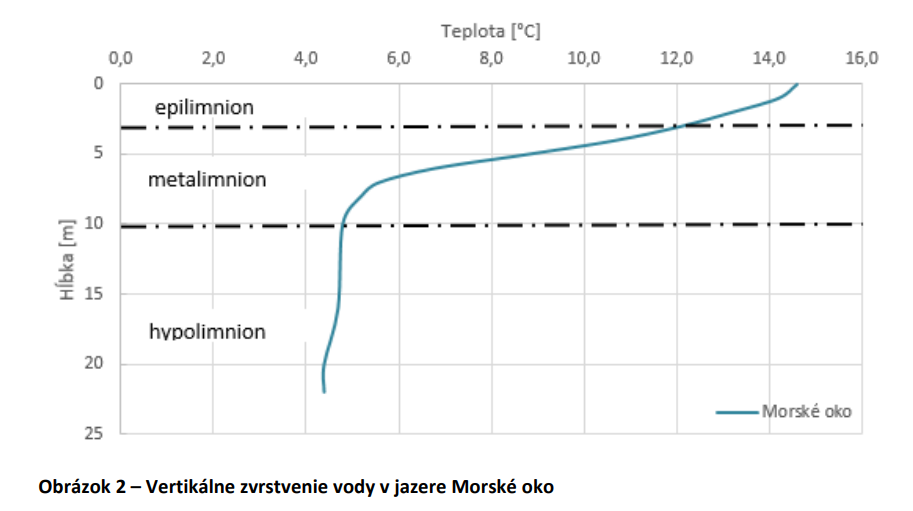 Teplota [°C]
0,0 2,0 4,0 6,0 8,0 10,0 12,0 14,0 16,0
0
epilimnion
5
metalimnion
10
Hĺbka [m]
15
hypolimnion
20
Morské oko
25
Obrázok 2 – Vertikálne zvrstvenie vody v jazere Morské oko